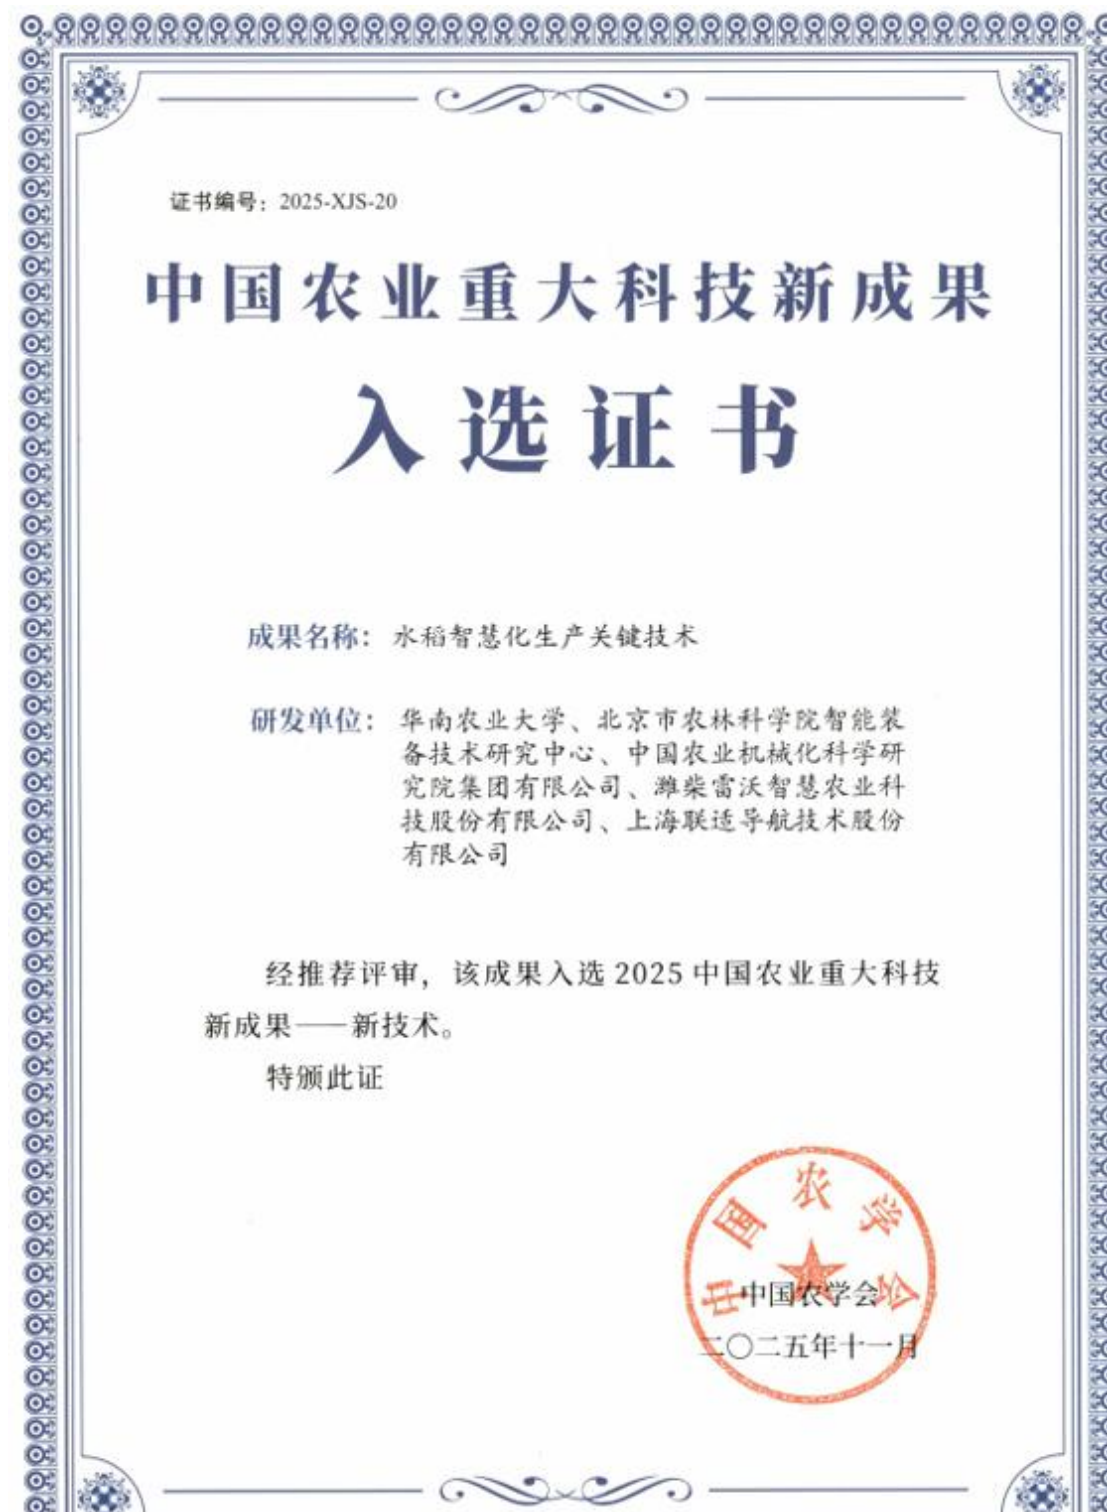 证书编号：2025-XJS-20
中国农业重大科技新成果
入选证书
成果名称：水稻智慧化生产关键技术
研发单位：华南农业大学、北京市农林科学院智能装
备技术研究中心、中国农业机械化科学研
究院集团有限公司、潍柴雷沃智慧农业科
技股份有限公司、上海联适导航技术股份
有限公司
经推荐评审，该成果入选 2025 中国农业重大科技
新成果——新技术。
特颁此证
中国农学会
中国农学会
二〇二五年十一月